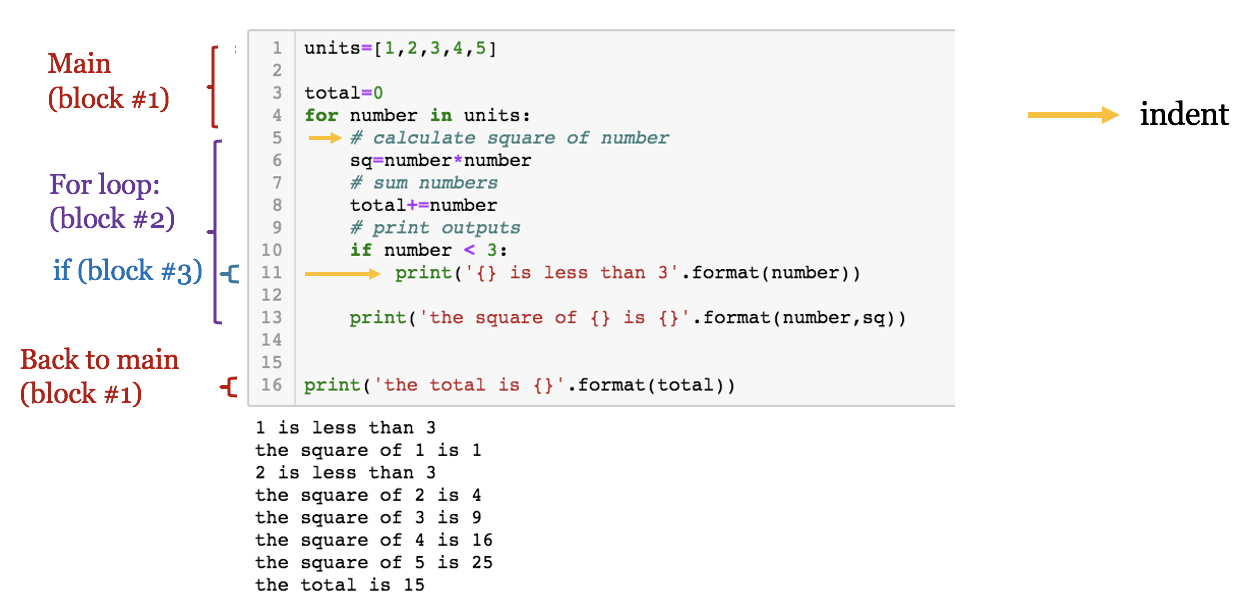 Main
(block #1)
For loop:
(block #2)
if (block #3)
Back to main
(block #1)
1 units=[1,2,3,4,5]
2
3 total=0
4 for number in units:
5     # calculate square of number
6     sq=number*number
7     # sum numbers
8     total+=number
9     # print outputs
10     if number < 3:
11         print('{} is less than 3'.format(number))
12
13     print('the square of {} is {}'.format(number,sq))
14
15
16 print('the total is {}'.format(total))
1 is less than 3
the square of 1 is 1
2 is less than 3
the square of 2 is 4
the square of 3 is 9
the square of 4 is 16
the square of 5 is 25
the total is 15
indent